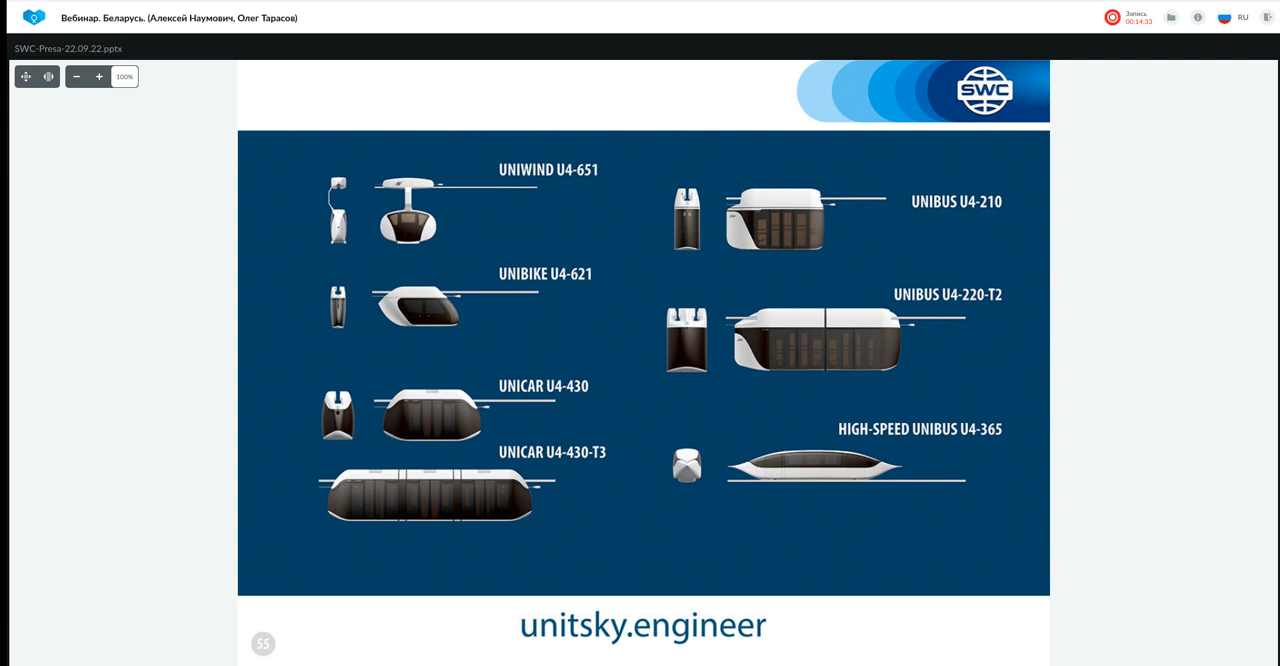 Вебинар. Беларусь. (Алексей Наумович, Олег Тарасов)
Запись
00:14:33
RU
SWC-Presa-22.09.22.pptx
100%
SWC
UNIWIND U4-651
UNIBUS U4-210
UNIBIKE U4-621
UNIBUS U4-220-T2
UNICAR U4-430
HIGH-SPEED UNIBUS U4-365
UNICAR U4-430-T3
unitsky.engineer
55